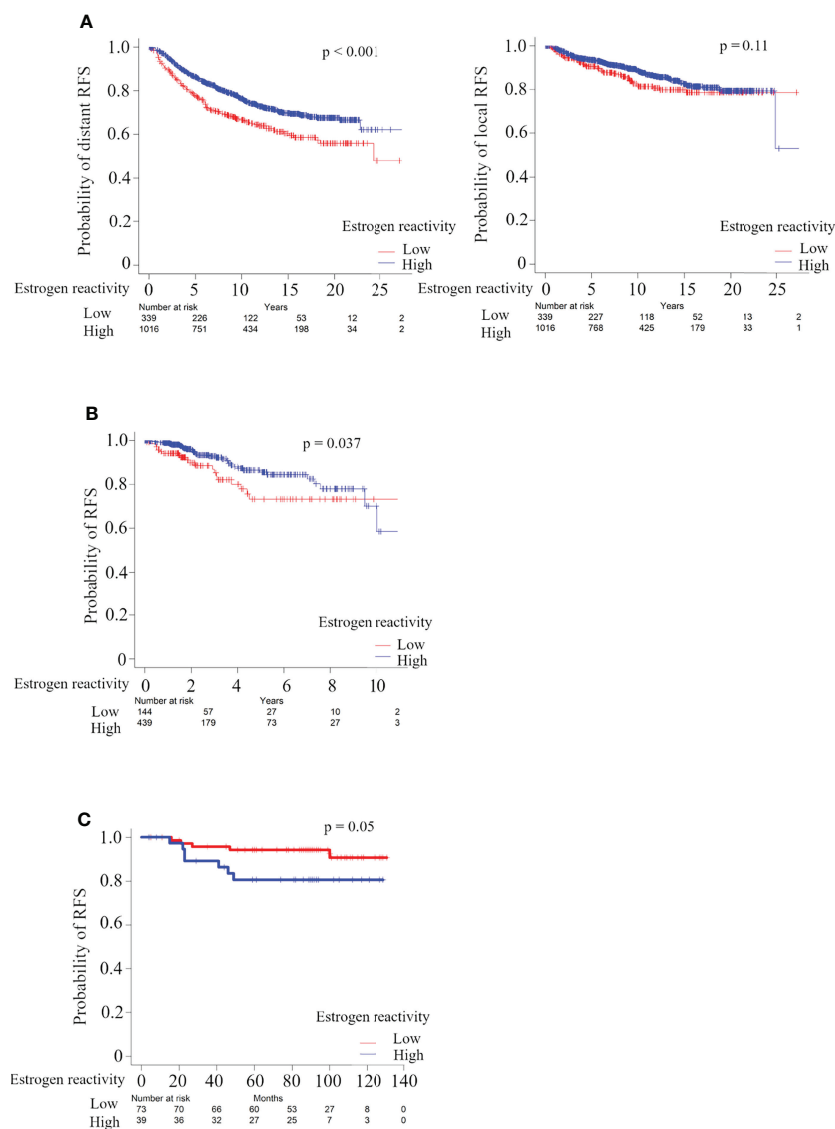 A
p < 0.001
1.0
0.8
0.6
0.4
0.2
0
Probability of distant RFS
Estrogen reactivity
Low
High
0 5 10 15 20 25
Estrogen reactivity
Number at risk Years
Low 339 226 122 53 12 2
High 1016 751 434 198 34 2
p = 0.11
1.0
0.8
0.6
0.4
0.2
0
Probability of local RFS
Estrogen reactivity
Low
High
0 5 10 15 20 25
Estrogen reactivity
Number at risk Years
Low 339 227 118 52 13 2
High 1016 768 425 179 33 1
B
p = 0.037
1.0
0.8
0.6
0.4
0.2
0
Probability of RFS
Estrogen reactivity
Low
High
0 2 4 6 8 10
Estrogen reactivity
Number at risk Years
Low 144 57 27 10 2
High 439 179 73 27 3
C
p = 0.05
1.0
0.8
0.6
0.4
0.2
0
Probability of RFS
Estrogen reactivity
Low
High
Estrogen reactivity 0 20 40 60 80 100 120 140
Number at risk Months
Low 73 70 66 60 53 27 8 0
High 39 36 32 27 25 7 3 0